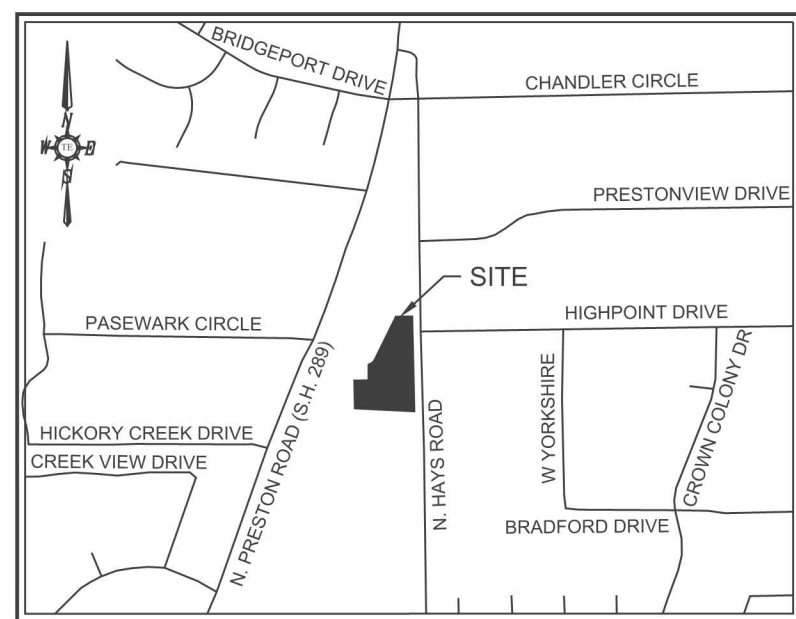 BRIDGEPORT DRIVE
CHANDLER CIRCLE
N
W TE E
S
PRESTONVIEW DRIVE
SITE
HIGHPOINT DRIVE
PASEWARK CIRCLE
N. PRESTON ROAD (S.H. 289)
W YORKSHIRE
CROWN COLONY DR
HICKORY CREEK DRIVE
CREEK VIEW DRIVE
N. HAYS ROAD
BRADFORD DRIVE